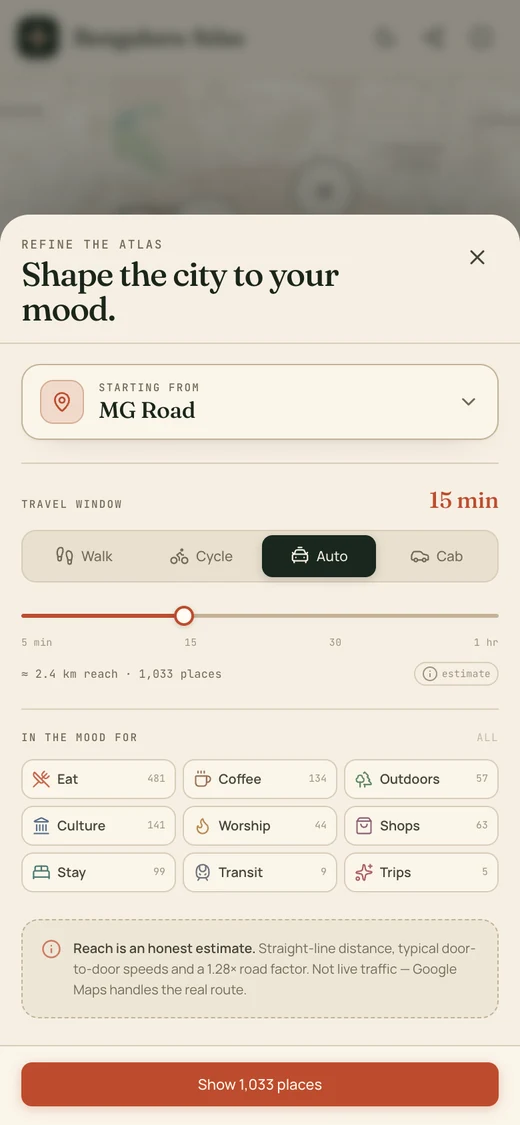 Bengaluru Atlas
REFINE THE ATLAS
Shape the city to your
mood.
STARTING FROM
MG Road
TRAVEL WINDOW
15 min
Walk
Cycle
Auto
Cab
5 min
15
30
1 hr
≈ 2.4 km reach · 1,033 places
estimate
IN THE MOOD FOR
ALL
Eat 481
Coffee 134
Outdoors 57
Culture 141
Worship 44
Shops 63
Stay 99
Transit 9
Trips 5
Reach is an honest estimate. Straight-line distance, typical door-
to-door speeds and a 1.28× road factor. Not live traffic — Google
Maps handles the real route.
Show 1,033 places